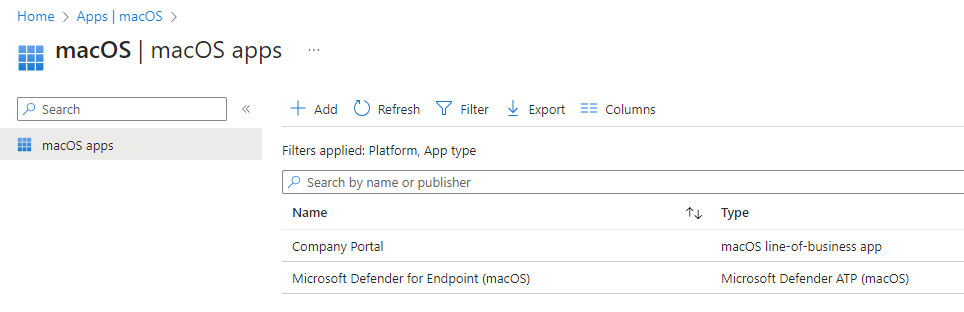 Home > Apps | macOS >
macOS | macOS apps ...
Search «
Add Refresh Filter Export Columns
macOS apps
Filters applied: Platform, App type
Search by name or publisher
Name ↑↓ Type
Company Portal macOS line-of-business app
Microsoft Defender for Endpoint (macOS) Microsoft Defender ATP (macOS)